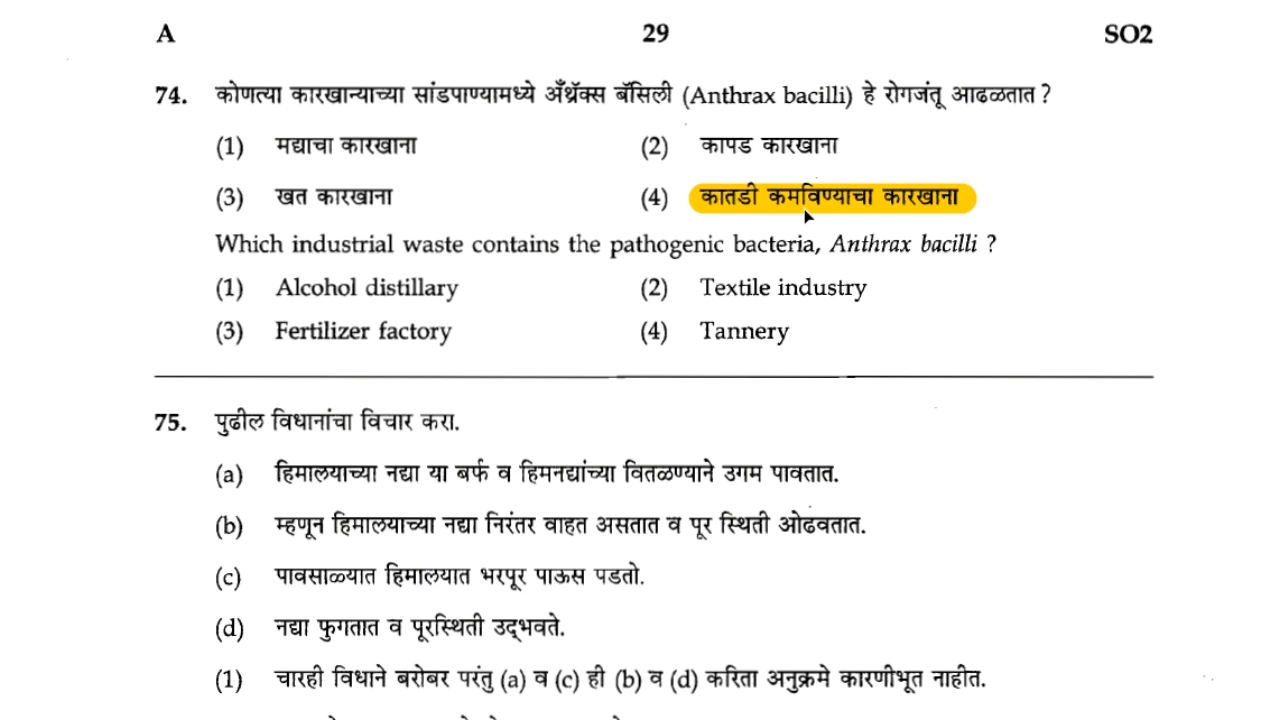 A 29 SO2
74. कोणत्या कारखान्याच्या सांडपाण्यामध्ये अँथ्रॅक्स बॅसिली (Anthrax bacilli) हे रोगजंतू आढळतात ?
(1) मद्याचा कारखाना (2) कापड कारखाना
(3) खत कारखाना (4) कातडी कमविण्याचा कारखाना
Which industrial waste contains the pathogenic bacteria, Anthrax bacilli ?
(1) Alcohol distillary (2) Textile industry
(3) Fertilizer factory (4) Tannery
75. पुढील विधानांचा विचार करा.
(a) हिमालयाच्या नद्या या बर्फ व हिमनद्यांच्या वितळण्याने उगम पावतात.
(b) म्हणून हिमालयाच्या नद्या निरंतर वाहत असतात व पूर स्थिती ओढवतात.
(c) पावसाळ्यात हिमालयात भरपूर पाऊस पडतो.
(d) नद्या फुगतात व पूरस्थिती उद्‌भवते.
(1) चारही विधाने बरोबर परंतु (a) व (c) ही (b) व (d) करिता अनुक्रमे कारणीभूत नाहीत.